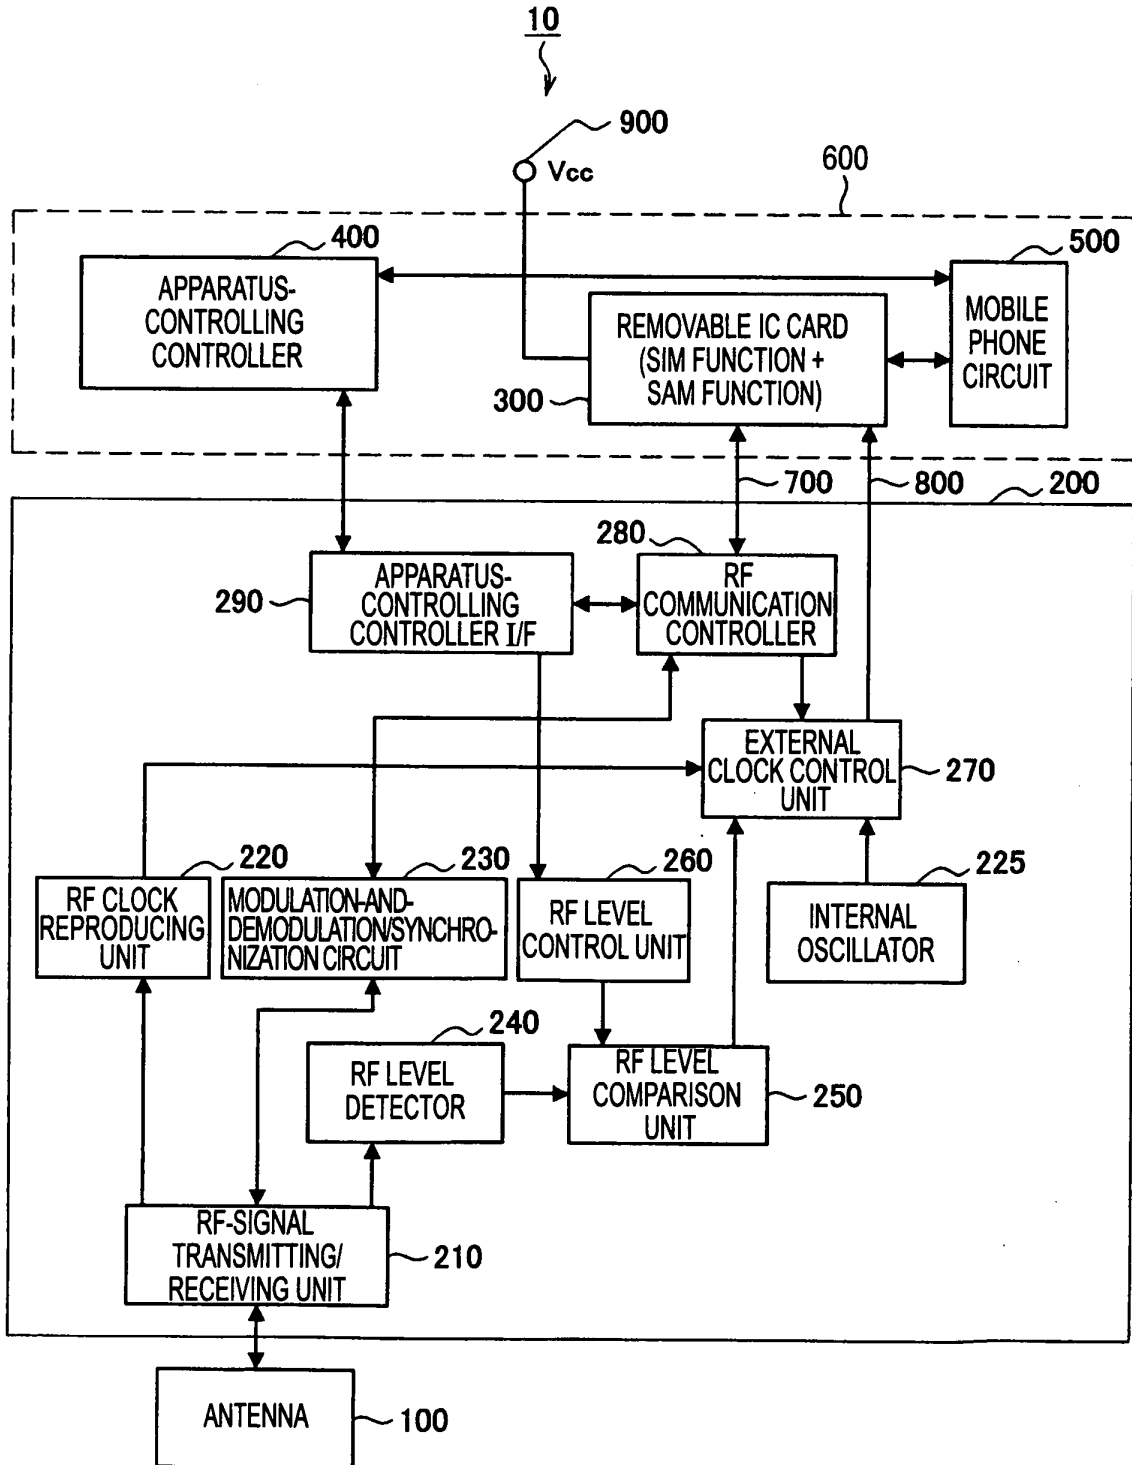 10
900
Vcc
600
400
500
APPARATUS-
CONTROLLING
CONTROLLER
REMOVABLE IC CARD
(SIM FUNCTION +
SAM FUNCTION)
300
MOBILE
PHONE
CIRCUIT
700
800
200
280
290
APPARATUS-
CONTROLLING
CONTROLLER I/F
RF
COMMUNICATION
CONTROLLER
EXTERNAL
CLOCK CONTROL
UNIT
270
220
230
260
225
RF CLOCK
REPRODUCING
UNIT
MODULATION-AND-
DEMODULATION/SYNCHRO-
NIZATION CIRCUIT
RF LEVEL
CONTROL UNIT
INTERNAL
OSCILLATOR
240
RF LEVEL
DETECTOR
RF LEVEL
COMPARISON
UNIT
250
RF-SIGNAL
TRANSMITTING/
RECEIVING UNIT
210
ANTENNA
100